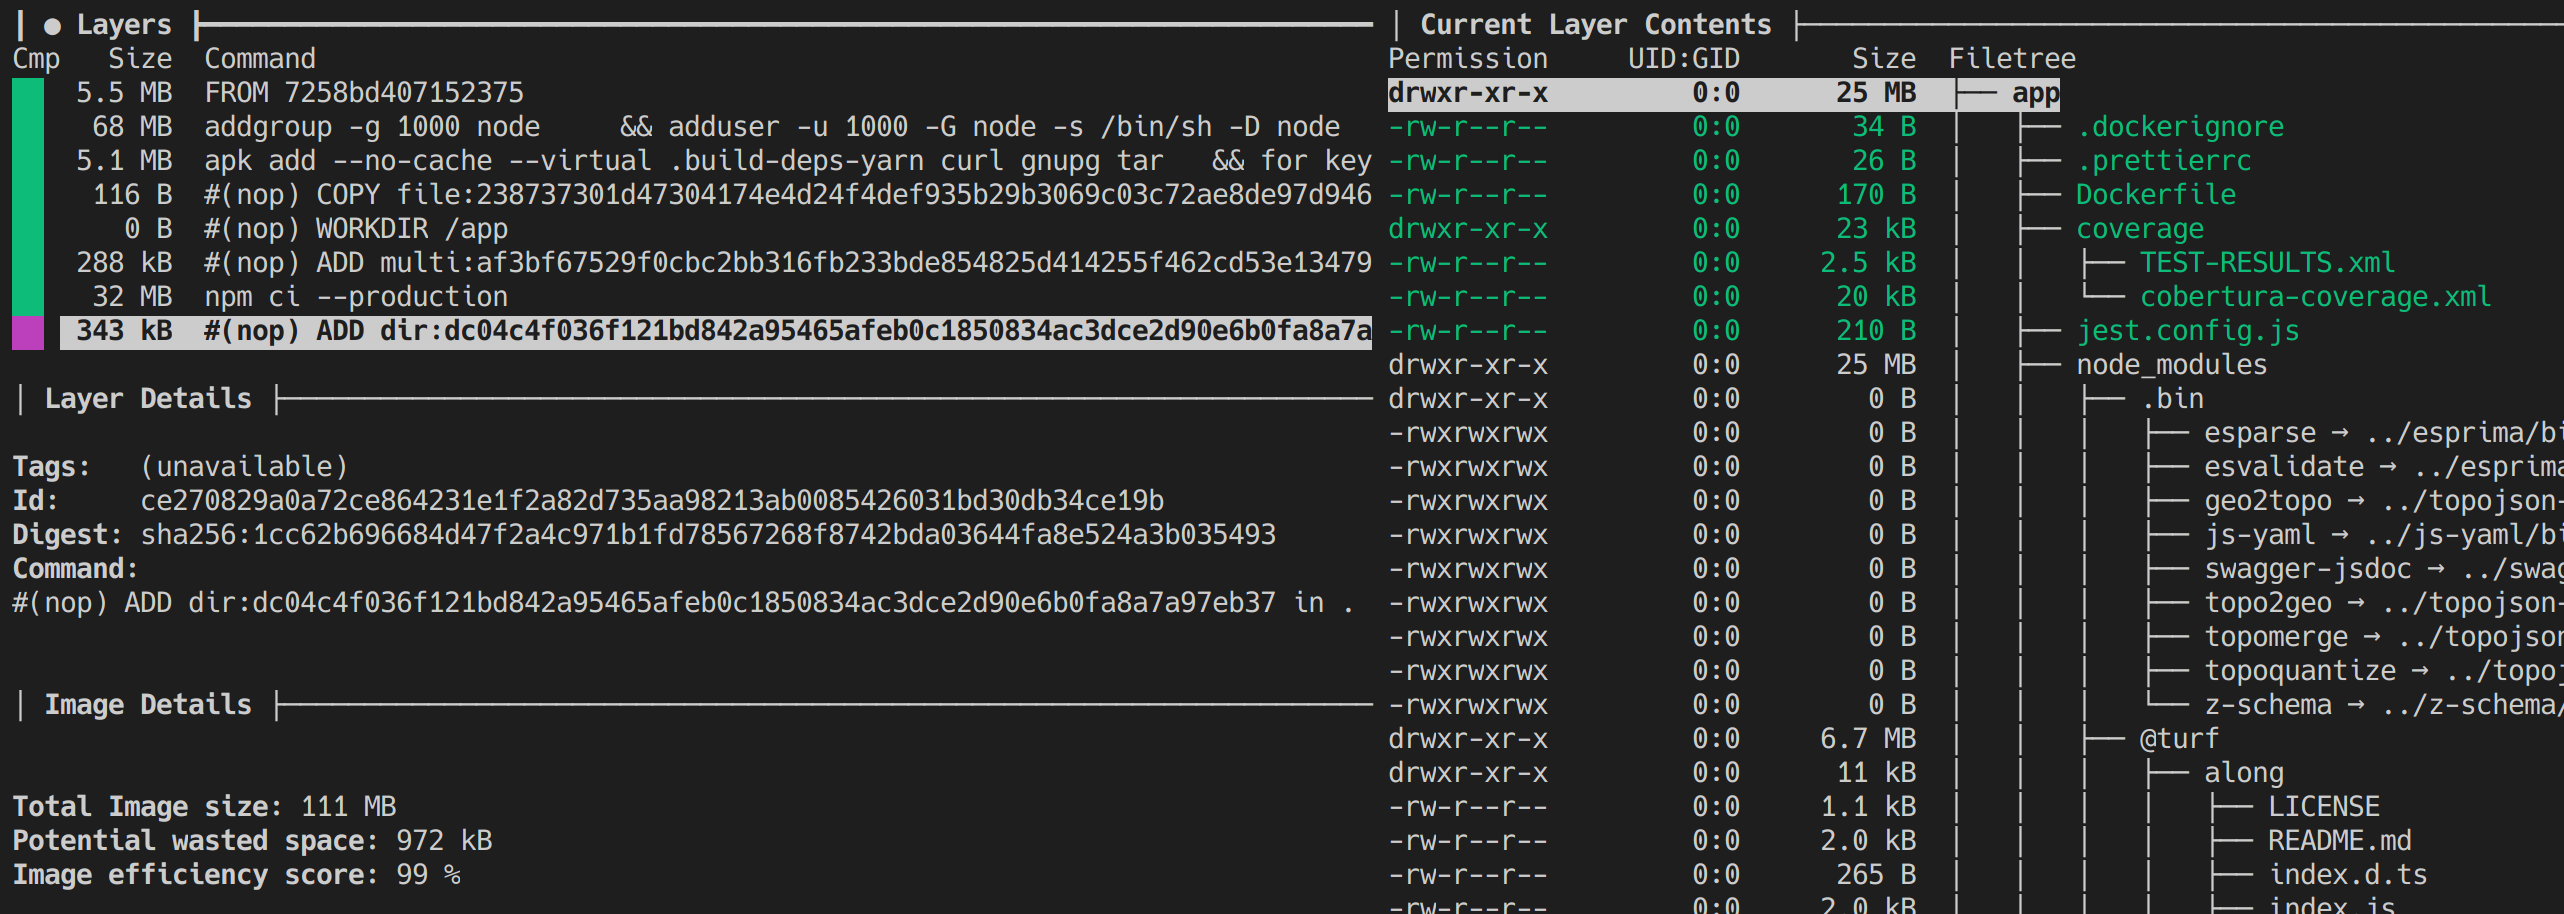 ● Layers
Cmp Size Command
5.5 MB FROM 7258bd407152375
68 MB addgroup -g 1000 node && adduser -u 1000 -G node -s /bin/sh -D node
5.1 MB apk add --no-cache --virtual .build-deps-yarn curl gnupg tar && for key
116 B #(nop) COPY file:238737301d47304174e4d24f4def935b29b3069c03c72ae8de97d946
0 B #(nop) WORKDIR /app
288 kB #(nop) ADD multi:af3bf67529f0cbc2bb316fb233bde854825d414255f462cd53e13479
32 MB npm ci --production
343 kB #(nop) ADD dir:dc04c4f036f121bd842a95465afeb0c1850834ac3dce2d90e6b0fa8a7a
Layer Details
Tags: (unavailable)
Id: ce270829a0a72ce864231e1f2a82d735aa98213ab0085426031bd30db34ce19b
Digest: sha256:1cc62b696684d47f2a4c971b1fd78567268f8742bda03644fa8e524a3b035493
Command:
#(nop) ADD dir:dc04c4f036f121bd842a95465afeb0c1850834ac3dce2d90e6b0fa8a7a97eb37 in .
Image Details
Total Image size: 111 MB
Potential wasted space: 972 kB
Image efficiency score: 99 %
Current Layer Contents
Permission UID:GID Size Filetree
drwxr-xr-x 0:0 25 MB ├── app
-rw-r--r-- 0:0 34 B │ ├── .dockerignore
-rw-r--r-- 0:0 26 B │ ├── .prettierrc
-rw-r--r-- 0:0 170 B │ ├── Dockerfile
drwxr-xr-x 0:0 23 kB │ ├── coverage
-rw-r--r-- 0:0 2.5 kB │ │ ├── TEST-RESULTS.xml
-rw-r--r-- 0:0 20 kB │ │ └── cobertura-coverage.xml
-rw-r--r-- 0:0 210 B │ ├── jest.config.js
drwxr-xr-x 0:0 25 MB │ ├── node_modules
drwxr-xr-x 0:0 0 B │ │ ├── .bin
-rwxrwxrwx 0:0 0 B │ │ │ ├── esparse → ../esprima/bi
-rwxrwxrwx 0:0 0 B │ │ │ ├── esvalidate → ../esprima
-rwxrwxrwx 0:0 0 B │ │ │ ├── geo2topo → ../topojson-
-rwxrwxrwx 0:0 0 B │ │ │ ├── js-yaml → ../js-yaml/bi
-rwxrwxrwx 0:0 0 B │ │ │ ├── swagger-jsdoc → ../swag
-rwxrwxrwx 0:0 0 B │ │ │ ├── topo2geo → ../topojson-
-rwxrwxrwx 0:0 0 B │ │ │ ├── topomerge → ../topojson
-rwxrwxrwx 0:0 0 B │ │ │ ├── topoquantize → ../topoj
-rwxrwxrwx 0:0 0 B │ │ │ └── z-schema → ../z-schema/
drwxr-xr-x 0:0 6.7 MB │ │ ├── @turf
drwxr-xr-x 0:0 11 kB │ │ │ ├── along
-rw-r--r-- 0:0 1.1 kB │ │ │ │ ├── LICENSE
-rw-r--r-- 0:0 2.0 kB │ │ │ │ ├── README.md
-rw-r--r-- 0:0 265 B │ │ │ │ ├── index.d.ts
-rw-r--r-- 0:0 2.0 kB │ │ │ │ ├── index.js